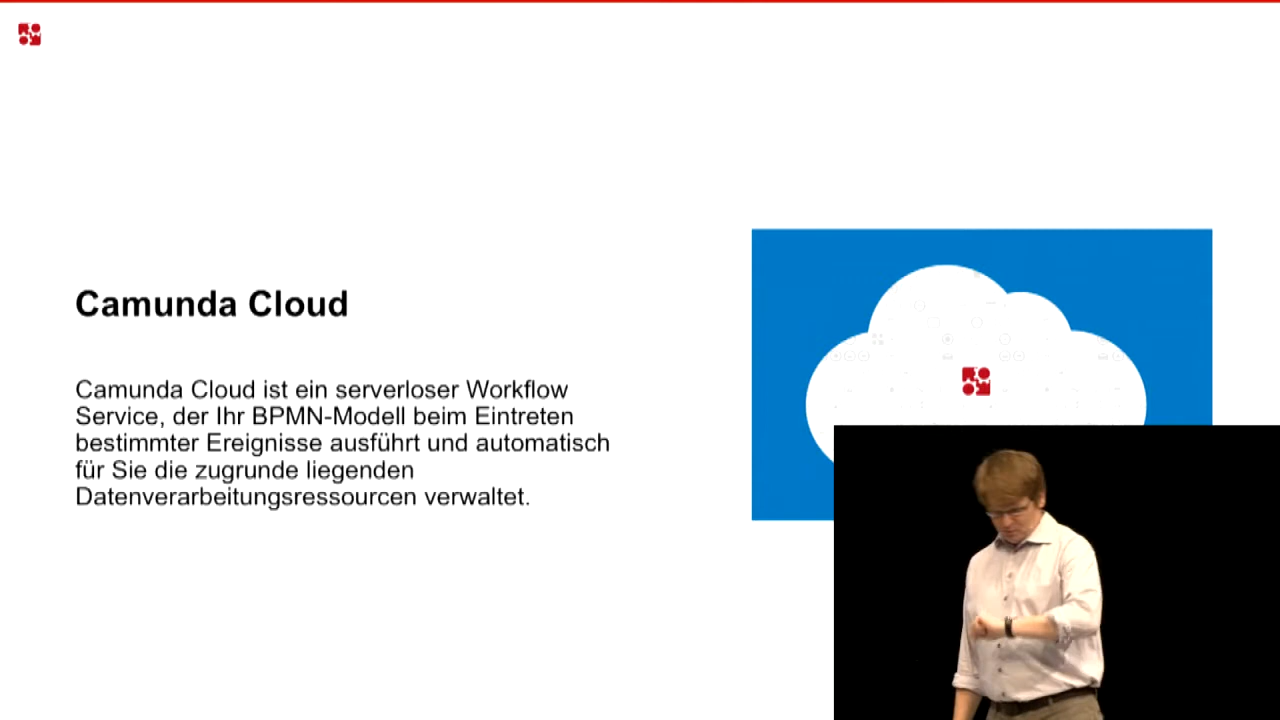 Camunda Cloud
Camunda Cloud ist ein serverloser Workflow
Service, der Ihr BPMN-Modell beim Eintreten
bestimmter Ereignisse ausführt und automatisch
für Sie die zugrunde liegenden
Datenverarbeitungsressourcen verwaltet.